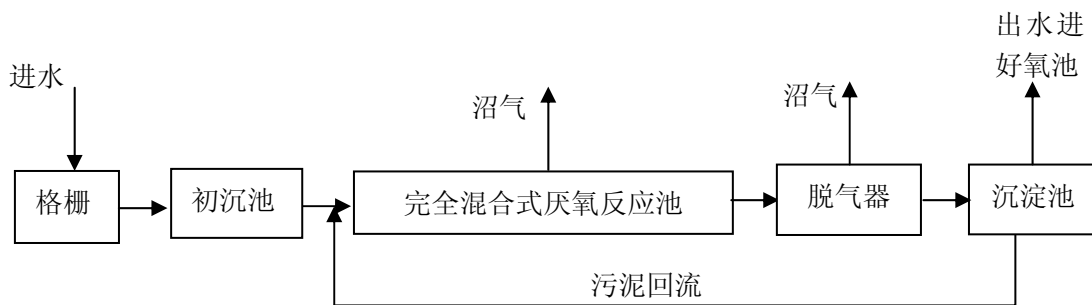 进水
沼气
沼气
出水进
好氧池
格栅
初沉池
完全混合式厌氧反应池
脱气器
沉淀池
污泥回流